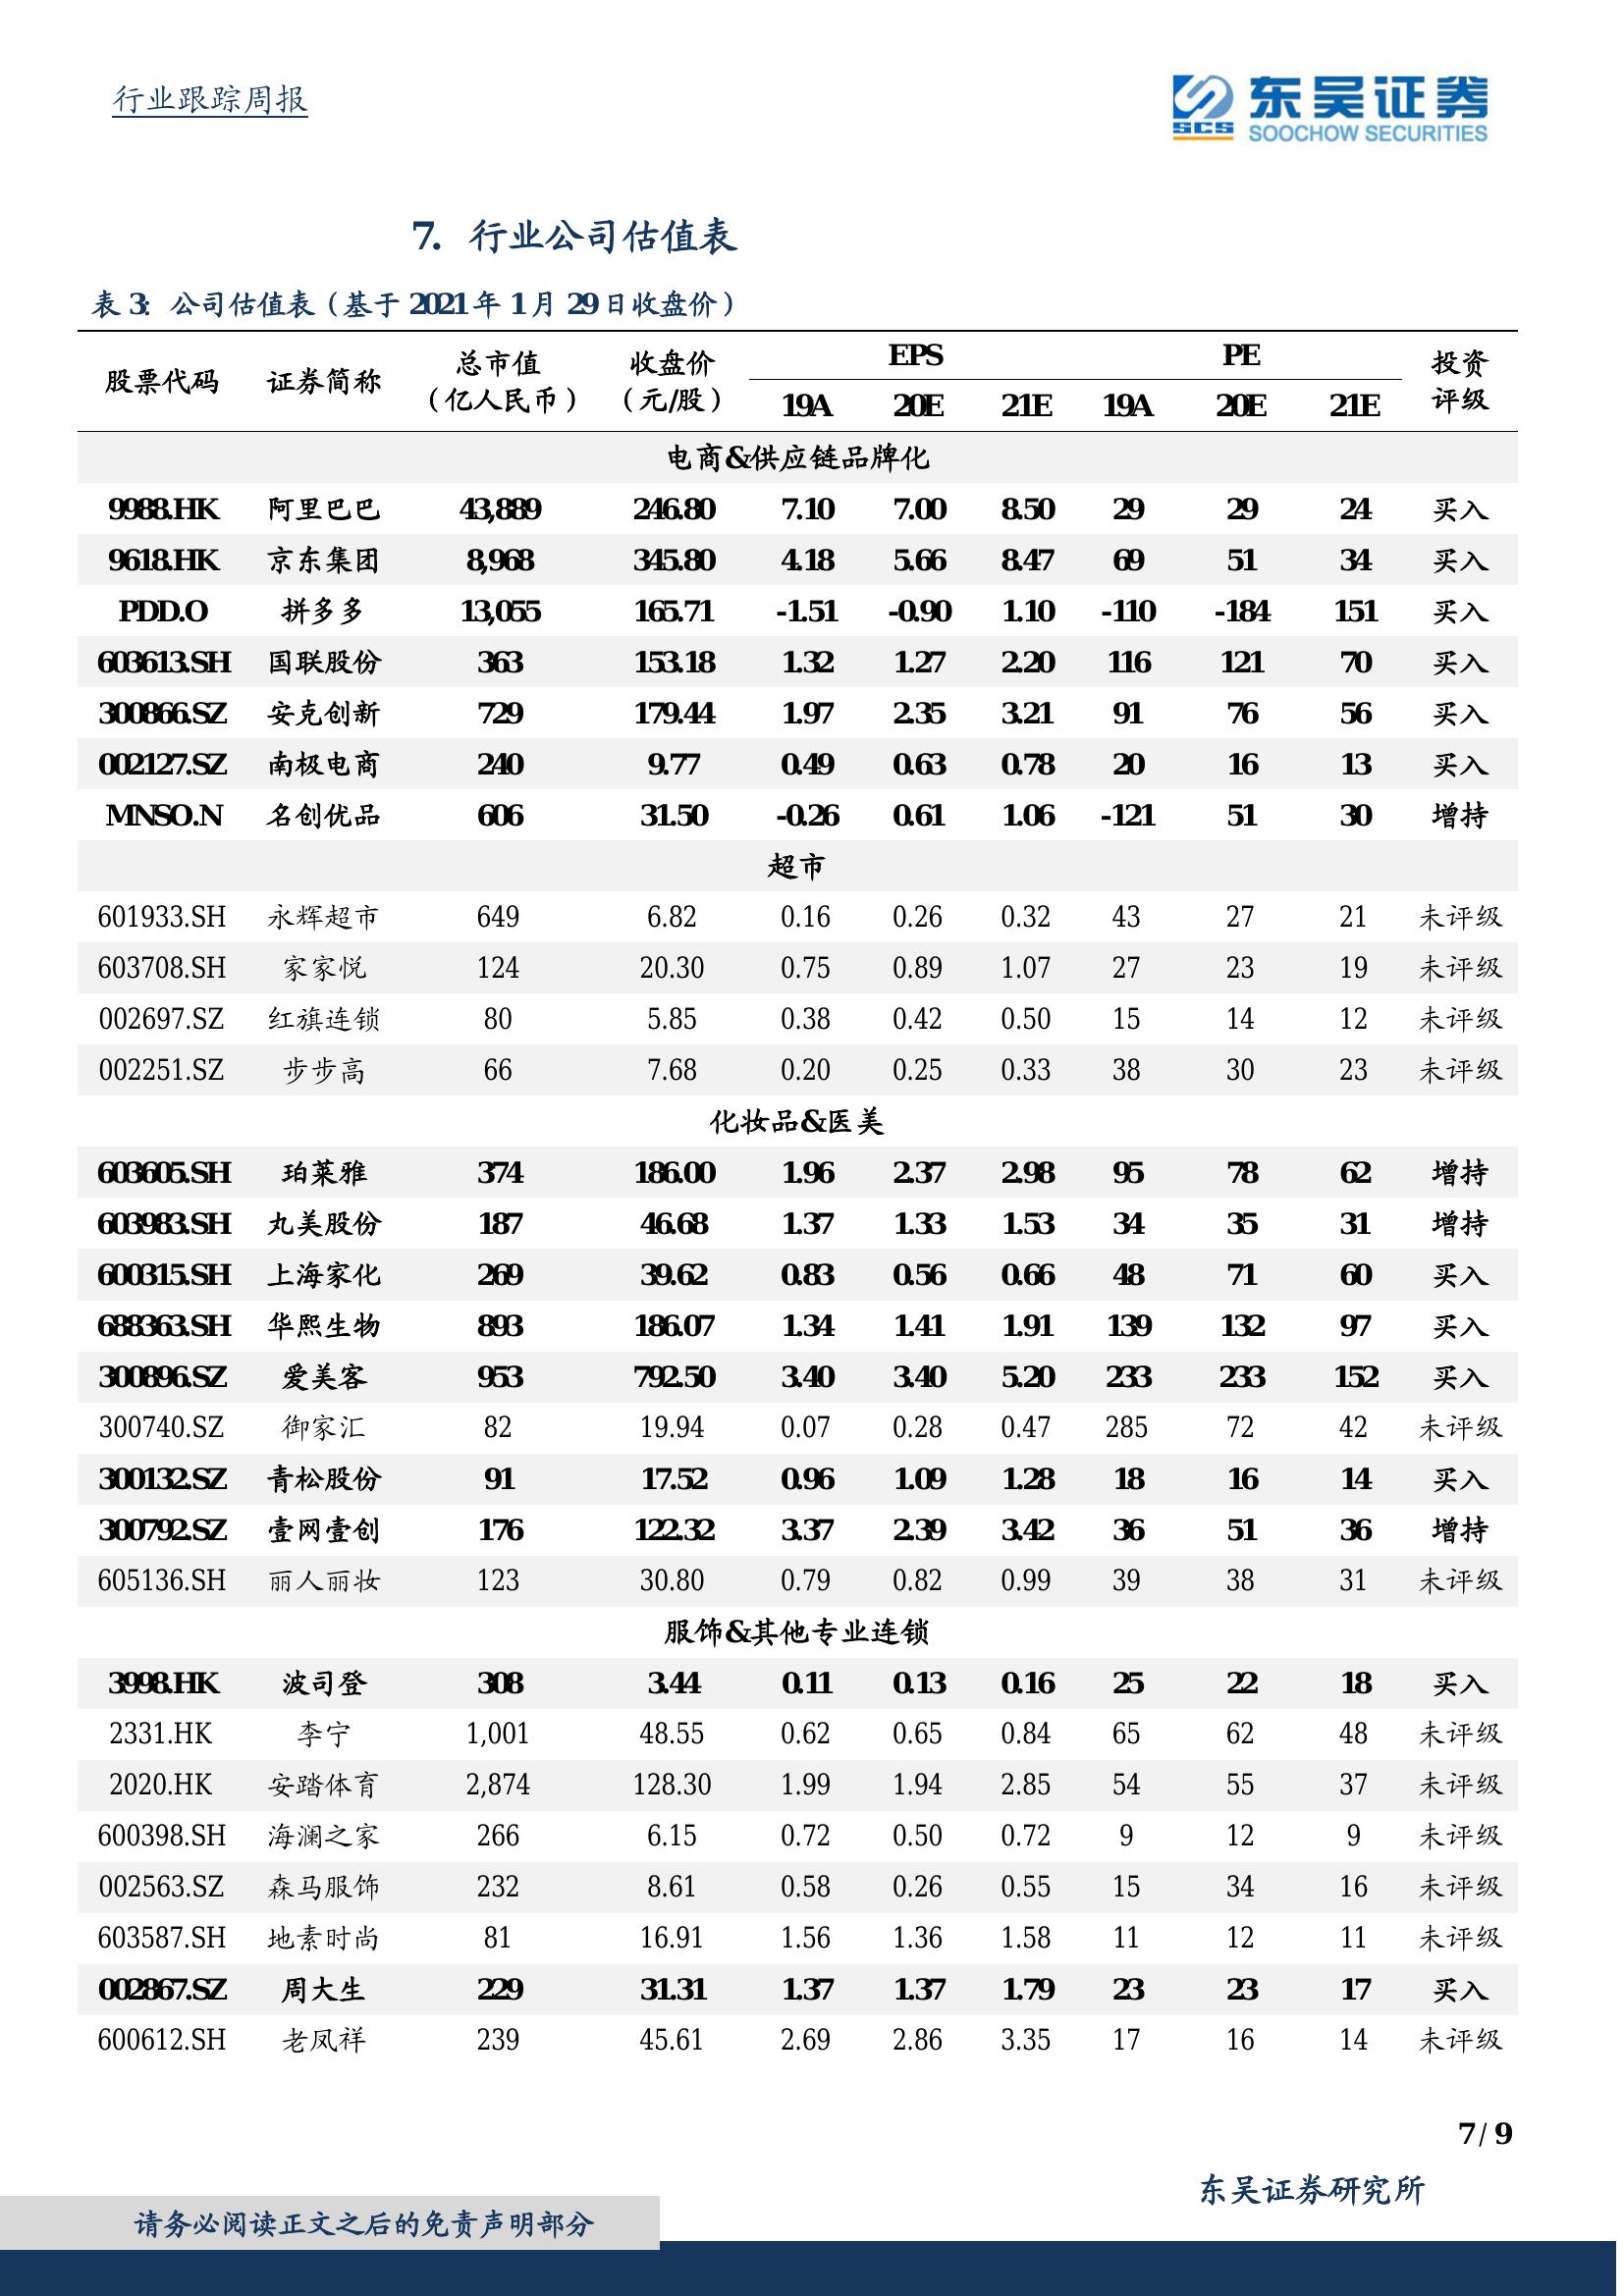 行业跟踪周报
SCS
东吴证券
SOOCHOW SECURITIES
7. 行业公司估值表
表 3: 公司估值表（基于 2021 年 1 月 29 日收盘价）
股票代码 证券简称 总市值（亿人民币） 收盘价（元/股） EPS PE 投资评级
19A 20E 21E 19A 20E 21E
电商&供应链品牌化
9988.HK 阿里巴巴 43,889 246.80 7.10 7.00 8.50 29 29 24 买入
9618.HK 京东集团 8,968 345.80 4.18 5.66 8.47 69 51 34 买入
PDD.O 拼多多 13,055 165.71 -1.51 -0.90 1.10 -110 -184 151 买入
603613.SH 国联股份 363 153.18 1.32 1.27 2.20 116 121 70 买入
300866.SZ 安克创新 729 179.44 1.97 2.35 3.21 91 76 56 买入
002127.SZ 南极电商 240 9.77 0.49 0.63 0.78 20 16 13 买入
MNSO.N 名创优品 606 31.50 -0.26 0.61 1.06 -121 51 30 增持
超市
601933.SH 永辉超市 649 6.82 0.16 0.26 0.32 43 27 21 未评级
603708.SH 家家悦 124 20.30 0.75 0.89 1.07 27 23 19 未评级
002697.SZ 红旗连锁 80 5.85 0.38 0.42 0.50 15 14 12 未评级
002251.SZ 步步高 66 7.68 0.20 0.25 0.33 38 30 23 未评级
化妆品&医美
603605.SH 珀莱雅 374 186.00 1.96 2.37 2.98 95 78 62 增持
603983.SH 丸美股份 187 46.68 1.37 1.33 1.53 34 35 31 增持
600315.SH 上海家化 269 39.62 0.83 0.56 0.66 48 71 60 买入
688363.SH 华熙生物 893 186.07 1.34 1.41 1.91 139 132 97 买入
300896.SZ 爱美客 953 792.50 3.40 3.40 5.20 233 233 152 买入
300740.SZ 御家汇 82 19.94 0.07 0.28 0.47 285 72 42 未评级
300132.SZ 青松股份 91 17.52 0.96 1.09 1.28 18 16 14 买入
300792.SZ 壹网壹创 176 122.32 3.37 2.39 3.42 36 51 36 增持
605136.SH 丽人丽妆 123 30.80 0.79 0.82 0.99 39 38 31 未评级
服饰&其他专业连锁
3998.HK 波司登 308 3.44 0.11 0.13 0.16 25 22 18 买入
2331.HK 李宁 1,001 48.55 0.62 0.65 0.84 65 62 48 未评级
2020.HK 安踏体育 2,874 128.30 1.99 1.94 2.85 54 55 37 未评级
600398.SH 海澜之家 266 6.15 0.72 0.50 0.72 9 12 9 未评级
002563.SZ 森马服饰 232 8.61 0.58 0.26 0.55 15 34 16 未评级
603587.SH 地素时尚 81 16.91 1.56 1.36 1.58 11 12 11 未评级
002867.SZ 周大生 229 31.31 1.37 1.37 1.79 23 23 17 买入
600612.SH 老凤祥 239 45.61 2.69 2.86 3.35 17 16 14 未评级
7 / 9
东吴证券研究所
请务必阅读正文之后的免责声明部分